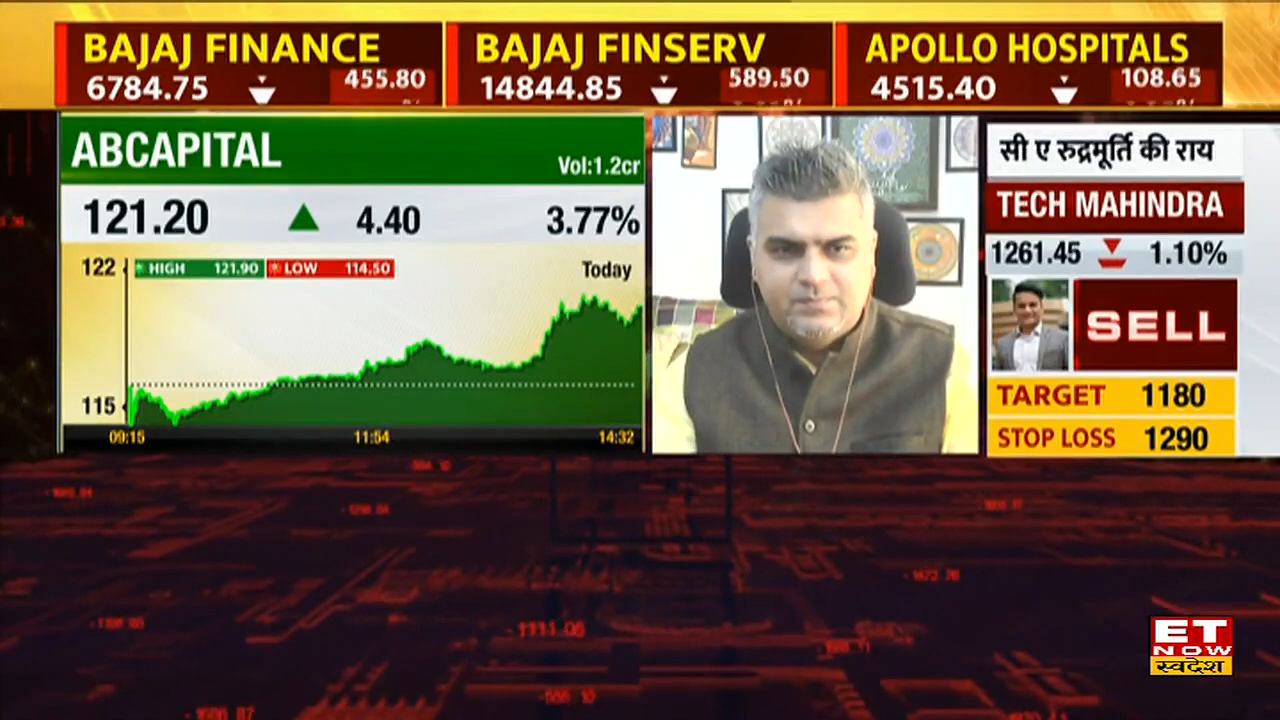 BAJAJ FINANCE
6784.75 455.80
BAJAJ FINSERV
14844.85 589.50
APOLLO HOSPITALS
4515.40 108.65
ABCAPITAL
Vol:1.2cr
121.20 4.40 3.77%
122 HIGH 121.90 LOW 114.50 Today
115
09:15 11:54 14:32
सी ए रुद्रमूर्ति की राय
TECH MAHINDRA
1261.45 1.10%
SELL
TARGET 1180
STOP LOSS 1290
ET
NOW
स्वदेश